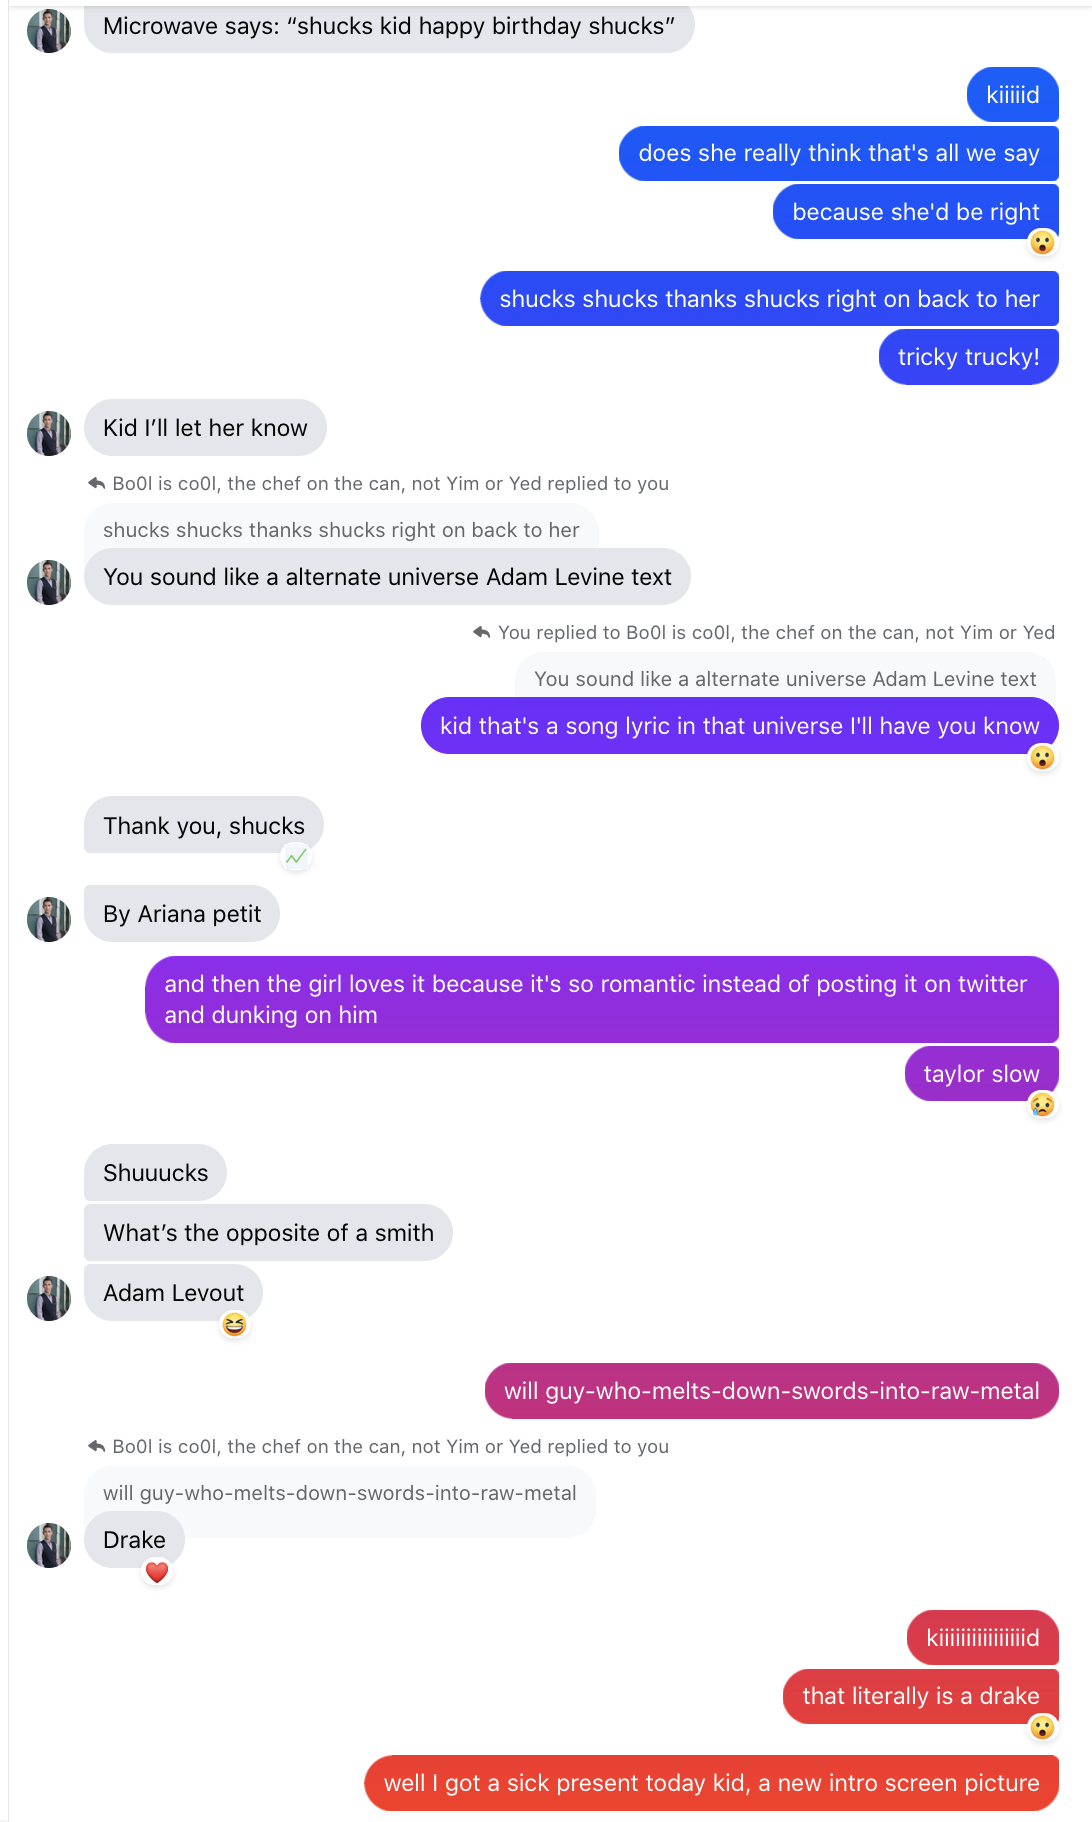 Microwave says: “shucks kid happy birthday shucks”
kiiiiid
does she really think that's all we say
because she'd be right
shucks shucks thanks shucks right on back to her
tricky trucky!
Kid I’ll let her know
Bo0l is co0l, the chef on the can, not Yim or Yed replied to you
shucks shucks thanks shucks right on back to her
You sound like a alternate universe Adam Levine text
You replied to Bo0l is co0l, the chef on the can, not Yim or Yed
You sound like a alternate universe Adam Levine text
kid that's a song lyric in that universe I'll have you know
Thank you, shucks
By Ariana petit
and then the girl loves it because it's so romantic instead of posting it on twitter
and dunking on him
taylor slow
Shuuucks
What’s the opposite of a smith
Adam Levout
will guy-who-melts-down-swords-into-raw-metal
Bo0l is co0l, the chef on the can, not Yim or Yed replied to you
will guy-who-melts-down-swords-into-raw-metal
Drake
kiiiiiiiiiiiiiiiid
that literally is a drake
well I got a sick present today kid, a new intro screen picture